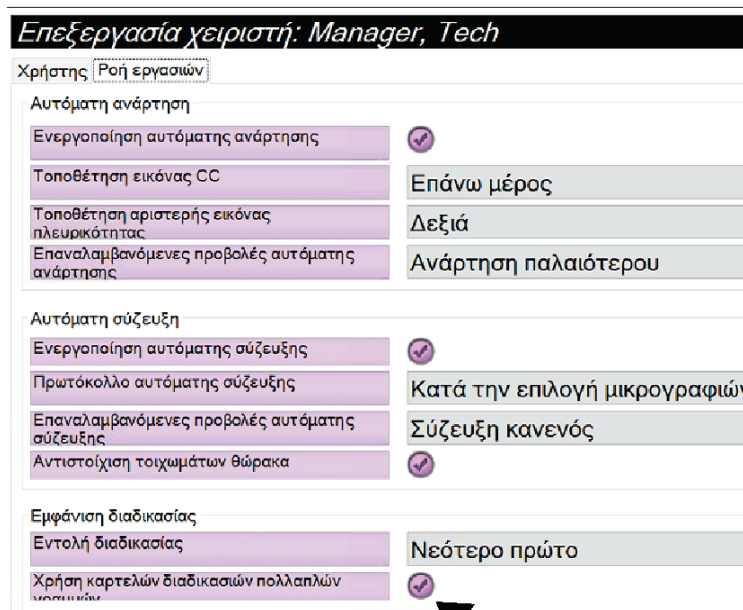 Επεξεργασία χειριστή: Manager, Tech
Χρήστης Ροή εργασιών
Αυτόματη ανάρτηση
Ενεργοποίηση αυτόματης ανάρτησης
Τοποθέτηση εικόνας CC Επάνω μέρος
Τοποθέτηση αριστερής εικόνας
πλευρικότητας
Δεξιά
Επαναλαμβανόμενες προβολές αυτόματης
ανάρτησης
Ανάρτηση παλαιότερου
Αυτόματη σύζευξη
Ενεργοποίηση αυτόματης σύζευξης
Πρωτόκολλο αυτόματης σύζευξης Κατά την επιλογή μικρογραφιών
Επαναλαμβανόμενες προβολές αυτόματης
σύζευξης
Σύζευξη κανενός
Αντιστοίχιση τοιχωμάτων θώρακα
Εμφάνιση διαδικασίας
Εντολή διαδικασίας Νεότερο πρώτο
Χρήση καρτελών διαδικασιών πολλαπλών